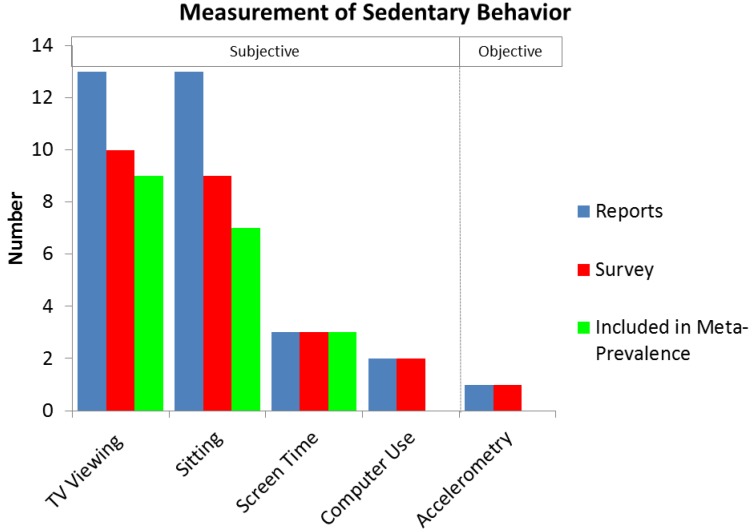 Measurement of Sedentary Behavior
Subjective
Objective
14
12
10
8
6
4
2
0
Number
TV Viewing
Sitting
Screen Time
Computer Use
Accelerometry
Reports
Survey
Included in Meta-
Prevalence